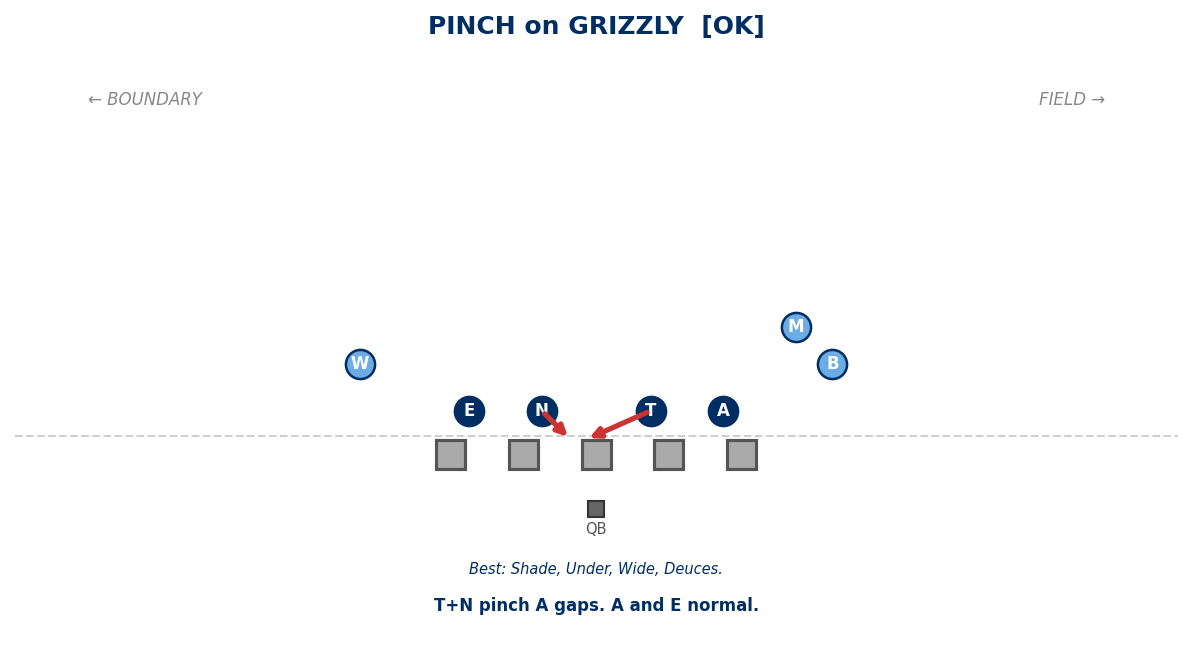 PINCH on GRIZZLY [OK]
← BOUNDARY
FIELD →
M
W
B
E
N
T
A
QB
Best: Shade, Under, Wide, Deuces.
T+N pinch A gaps. A and E normal.